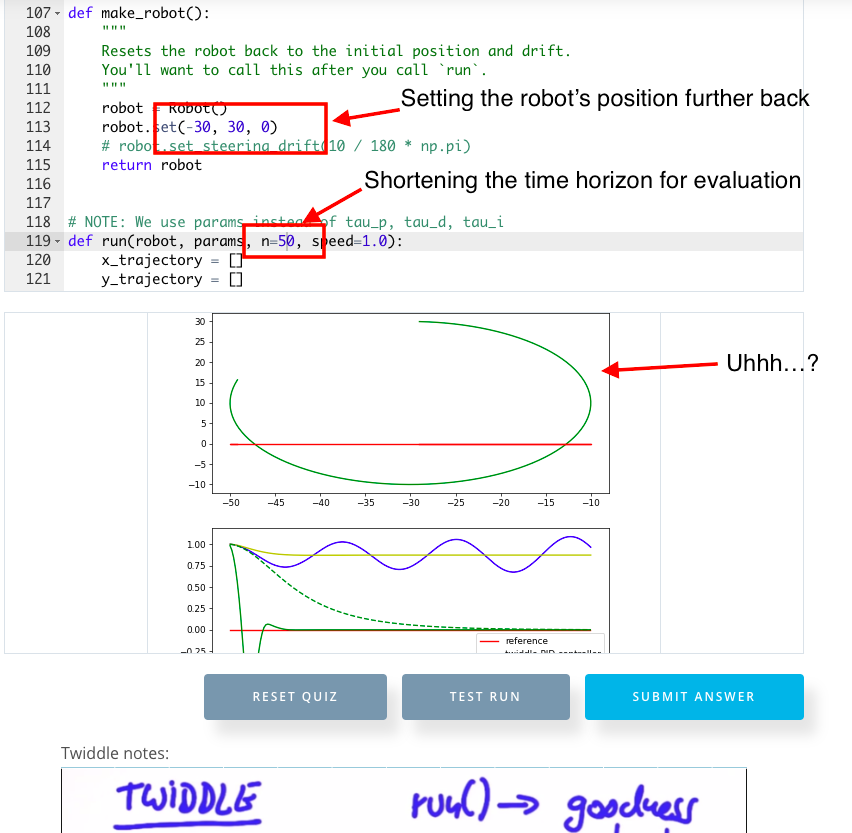 107 def make_robot():
108 """
109 Resets the robot back to the initial position and drift.
110 You'll want to call this after you call `run`.
111 """
112 robot = Robot()
113 robot.set(-30, 30, 0)
114 # robot.set_steering_drift(10 / 180 * np.pi)
115 return robot
116
117
118 # NOTE: We use params instead of tau_p, tau_d, tau_i
119 def run(robot, params, n=50, speed=1.0):
120 x_trajectory = []
121 y_trajectory = []
Setting the robot's position further back
Shortening the time horizon for evaluation
30
25
20
15
10
5
0
−5
−10
−50 −45 −40 −35 −30 −25 −20 −15 −10
Uhhh...?
1.00
0.75
0.50
0.25
0.00
−0.25
reference
twiddle PID controller
RESET QUIZ TEST RUN SUBMIT ANSWER
Twiddle notes:
TWIDDLE run() → goodness